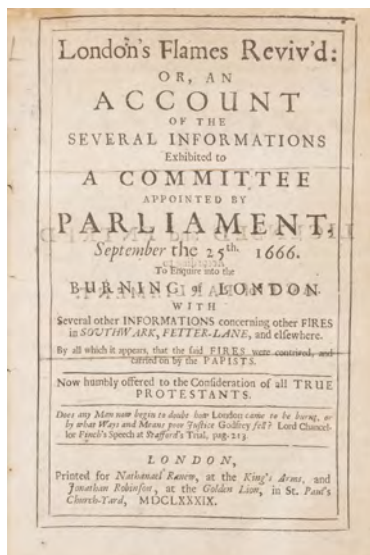 London's Flames Reviv'd:
OR, AN
ACCOUNT
OF THE
SEVERAL INFORMATIONS
Exhibited to
A COMMITTEE
APPOINTED BY
PARLIAMENT,
September the 25th. 1666.
To Enquire into the
BURNING of LONDON
WITH
Several other INFORMATIONS concerning other FIRES
in SOUTHWARK, FETTER-LANE, and elsewhere.
By all which it appears, that the said FIRES were contrived, and
carried on by the PAPISTS.
Now humbly offered to the Consideration of all TRUE
PROTESTANTS.
Does any Man now begin to doubt how London came to be burnt, or
by what Ways and Means poor Justice Godfrey fell? Lord Chancel-
lor Finch's Speech at Stafford's Trial, pag. 213.
LONDON,
Printed for Nathanael Ranew, at the King's Arms, and
Jonathan Robinson, at the Golden Lion, in St. Paul's
Church-Yard, MDCLXXXIX.